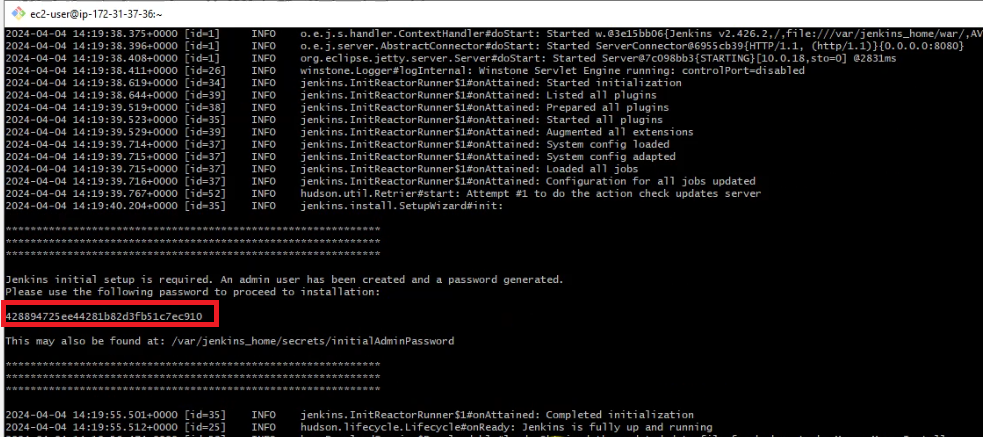 ec2-user@ip-172-31-37-36:~
2024-04-04 14:19:38.375+0000 [id=1] INFO o.e.j.s.handler.ContextHandler#doStart: Started w.@3e15bb06{Jenkins v2.426.2,/,file:///var/jenkins_home/war/,AV
2024-04-04 14:19:38.396+0000 [id=1] INFO o.e.j.server.AbstractConnector#doStart: Started ServerConnector@6955cb39{HTTP/1.1, (http/1.1)}{0.0.0.0:8080}
2024-04-04 14:19:38.408+0000 [id=1] INFO org.eclipse.jetty.server.Server#doStart: Started Server@7c098bb3{STARTING}[10.0.18,sto=0] @2831ms
2024-04-04 14:19:38.411+0000 [id=26] INFO winstone.Logger#logInternal: Winstone Servlet Engine running: controlPort=disabled
2024-04-04 14:19:38.619+0000 [id=34] INFO jenkins.InitReactorRunner$1#onAttained: Started initialization
2024-04-04 14:19:38.644+0000 [id=39] INFO jenkins.InitReactorRunner$1#onAttained: Listed all plugins
2024-04-04 14:19:39.519+0000 [id=38] INFO jenkins.InitReactorRunner$1#onAttained: Prepared all plugins
2024-04-04 14:19:39.523+0000 [id=35] INFO jenkins.InitReactorRunner$1#onAttained: Started all plugins
2024-04-04 14:19:39.529+0000 [id=39] INFO jenkins.InitReactorRunner$1#onAttained: Augmented all extensions
2024-04-04 14:19:39.714+0000 [id=37] INFO jenkins.InitReactorRunner$1#onAttained: System config loaded
2024-04-04 14:19:39.715+0000 [id=37] INFO jenkins.InitReactorRunner$1#onAttained: System config adapted
2024-04-04 14:19:39.715+0000 [id=37] INFO jenkins.InitReactorRunner$1#onAttained: Loaded all jobs
2024-04-04 14:19:39.716+0000 [id=37] INFO jenkins.InitReactorRunner$1#onAttained: Configuration for all jobs updated
2024-04-04 14:19:39.767+0000 [id=52] INFO hudson.util.Retrier#start: Attempt #1 to do the action check updates server
2024-04-04 14:19:40.204+0000 [id=35] INFO jenkins.install.SetupWizard#init:
*************************************************************
*************************************************************
*************************************************************
Jenkins initial setup is required. An admin user has been created and a password generated.
Please use the following password to proceed to installation:
428894725ee44281b82d3fb51c7ec910
This may also be found at: /var/jenkins_home/secrets/initialAdminPassword
*************************************************************
*************************************************************
*************************************************************
2024-04-04 14:19:55.501+0000 [id=35] INFO jenkins.InitReactorRunner$1#onAttained: Completed initialization
2024-04-04 14:19:55.512+0000 [id=25] INFO hudson.lifecycle.Lifecycle#onReady: Jenkins is fully up and running